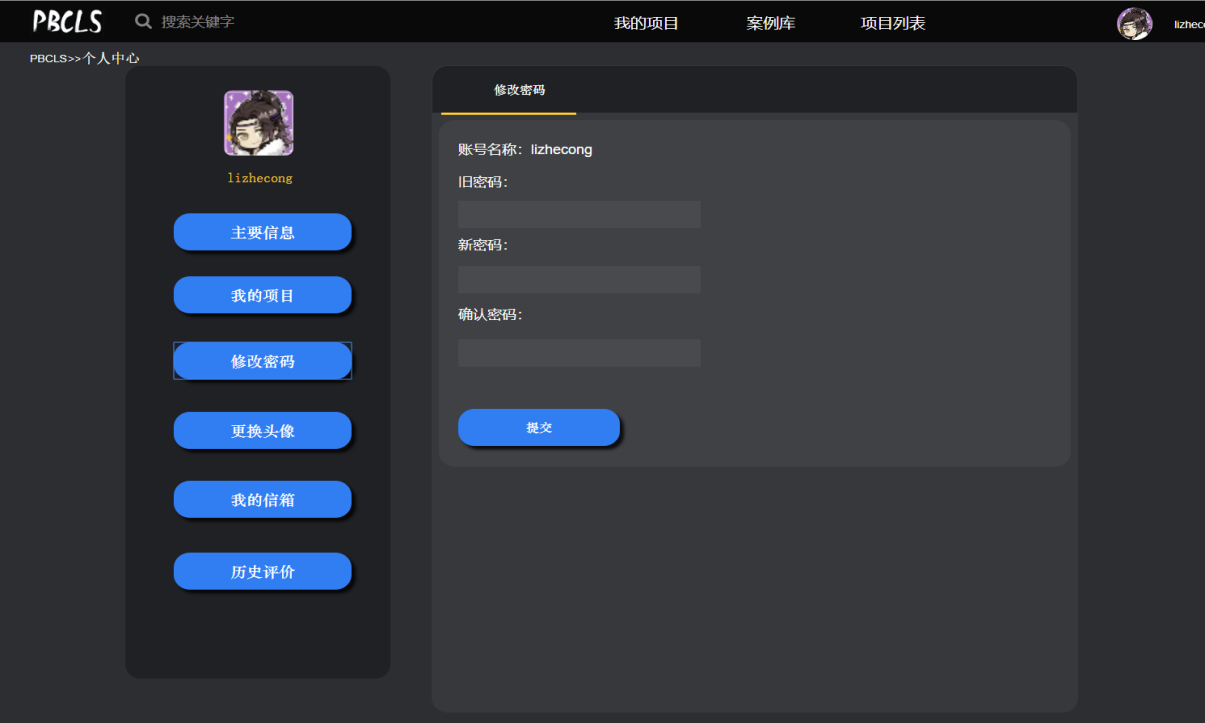 PBCLS
搜索关键字
我的项目
案例库
项目列表
lizhec
PBCLS>>个人中心
lizhecong
主要信息
我的项目
修改密码
更换头像
我的信箱
历史评价
修改密码
账号名称：lizhecong
旧密码：
新密码：
确认密码：
提交